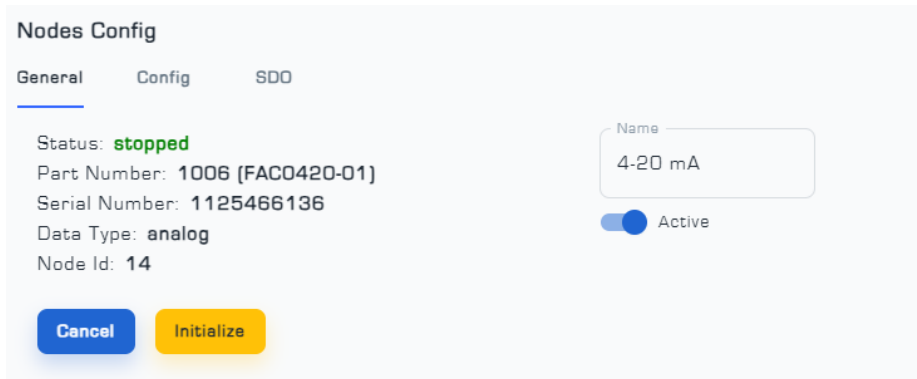 Nodes Config
General Config SDO
Status: stopped
Part Number: 1006 (FAC0420-01)
Serial Number: 1125466136
Data Type: analog
Node Id: 14
Name
4-20 mA
Active
Cancel Initialize